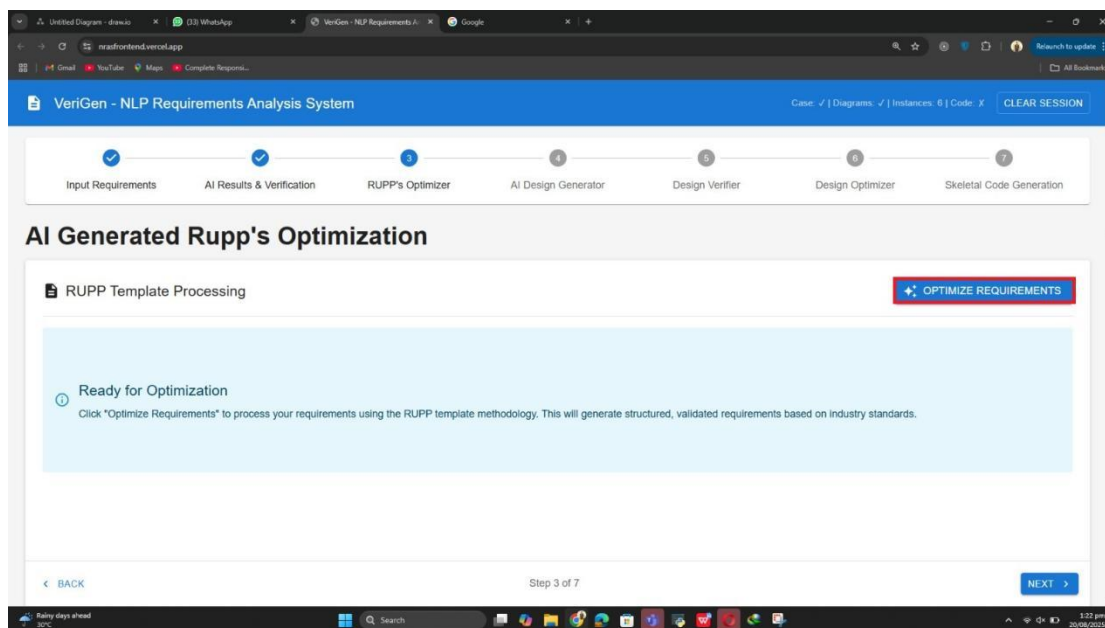 Untitled Diagram - draw.io
(33) WhatsApp
VeriGen - NLP Requirements A
Google
nrasfrontend.vercel.app
Relaunch to update
Gmail
YouTube
Maps
Complete Responsi...
All Bookmark
VeriGen - NLP Requirements Analysis System
Case: ✓ | Diagrams: ✓ | Instances: 6 | Code: ✗
CLEAR SESSION
3 4 5 6 7
Input Requirements AI Results & Verification RUPP's Optimizer AI Design Generator Design Verifier Design Optimizer Skeletal Code Generation
AI Generated Rupp's Optimization
RUPP Template Processing
OPTIMIZE REQUIREMENTS
Ready for Optimization
Click "Optimize Requirements" to process your requirements using the RUPP template methodology. This will generate structured, validated requirements based on industry standards.
BACK
Step 3 of 7
NEXT
Rainy days ahead
30°C
Search
1:22 pm
20/08/2025